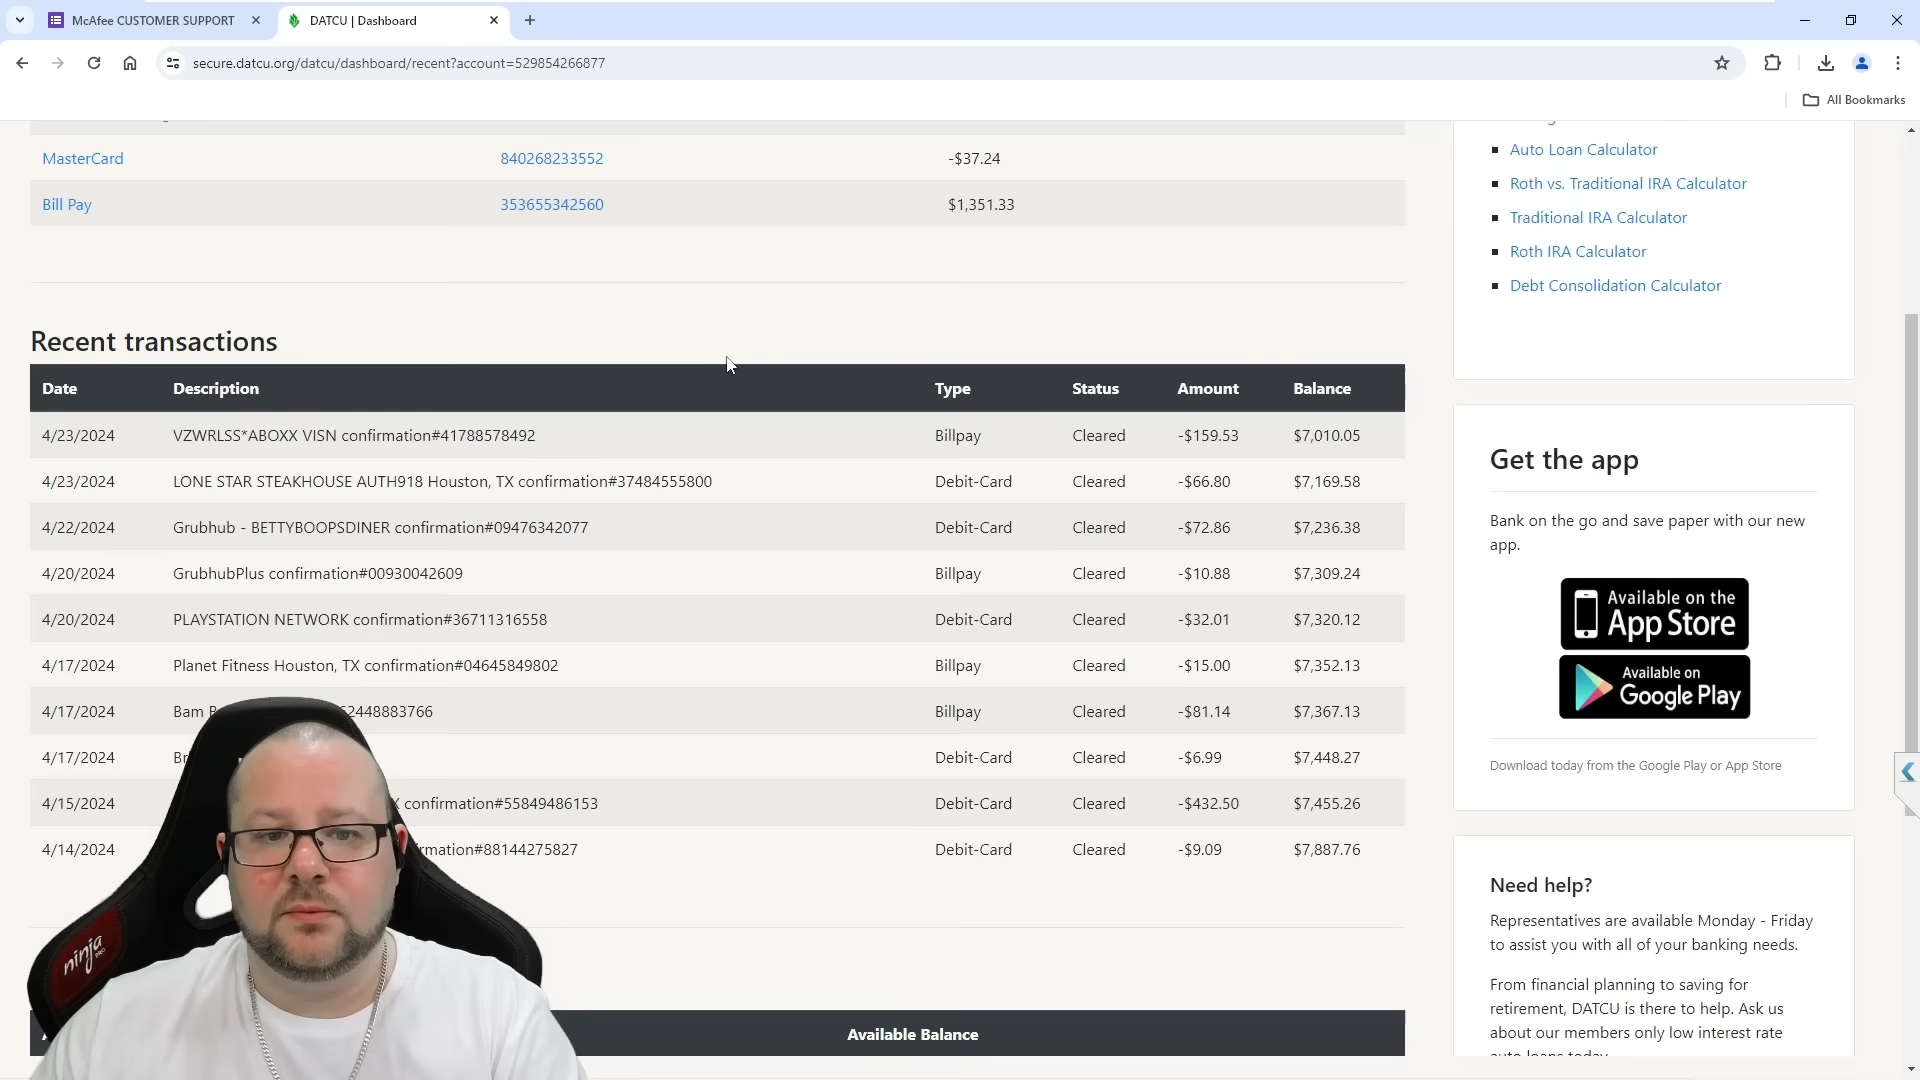 McAfee CUSTOMER SUPPORT
DATCU | Dashboard
secure.datcu.org/datcu/dashboard/recent?account=529854266877
All Bookmarks
MasterCard 840268233552 -$37.24
Bill Pay 353655342560 $1,351.33
Recent transactions
Date Description Type Status Amount Balance
4/23/2024 VZWRLSS*ABOXX VISN confirmation#41788578492 Billpay Cleared -$159.53 $7,010.05
4/23/2024 LONE STAR STEAKHOUSE AUTH918 Houston, TX confirmation#37484555800 Debit-Card Cleared -$66.80 $7,169.58
4/22/2024 Grubhub - BETTYBOOPSDINER confirmation#09476342077 Debit-Card Cleared -$72.86 $7,236.38
4/20/2024 GrubhubPlus confirmation#00930042609 Billpay Cleared -$10.88 $7,309.24
4/20/2024 PLAYSTATION NETWORK confirmation#36711316558 Debit-Card Cleared -$32.01 $7,320.12
4/17/2024 Planet Fitness Houston, TX confirmation#04645849802 Billpay Cleared -$15.00 $7,352.13
4/17/2024 Bam 62448883766 Billpay Cleared -$81.14 $7,367.13
4/17/2024 Debit-Card Cleared -$6.99 $7,448.27
4/15/2024 X confirmation#55849486153 Debit-Card Cleared -$432.50 $7,455.26
4/14/2024 rmation#88144275827 Debit-Card Cleared -$9.09 $7,887.76
Available Balance
Auto Loan Calculator
Roth vs. Traditional IRA Calculator
Traditional IRA Calculator
Roth IRA Calculator
Debt Consolidation Calculator
Get the app
Bank on the go and save paper with our new
app.
Available on the
App Store
Available on
Google Play
Download today from the Google Play or App Store
Need help?
Representatives are available Monday - Friday
to assist you with all of your banking needs.
From financial planning to saving for
retirement, DATCU is there to help. Ask us
about our members only low interest rate
auto loans today.
ninja